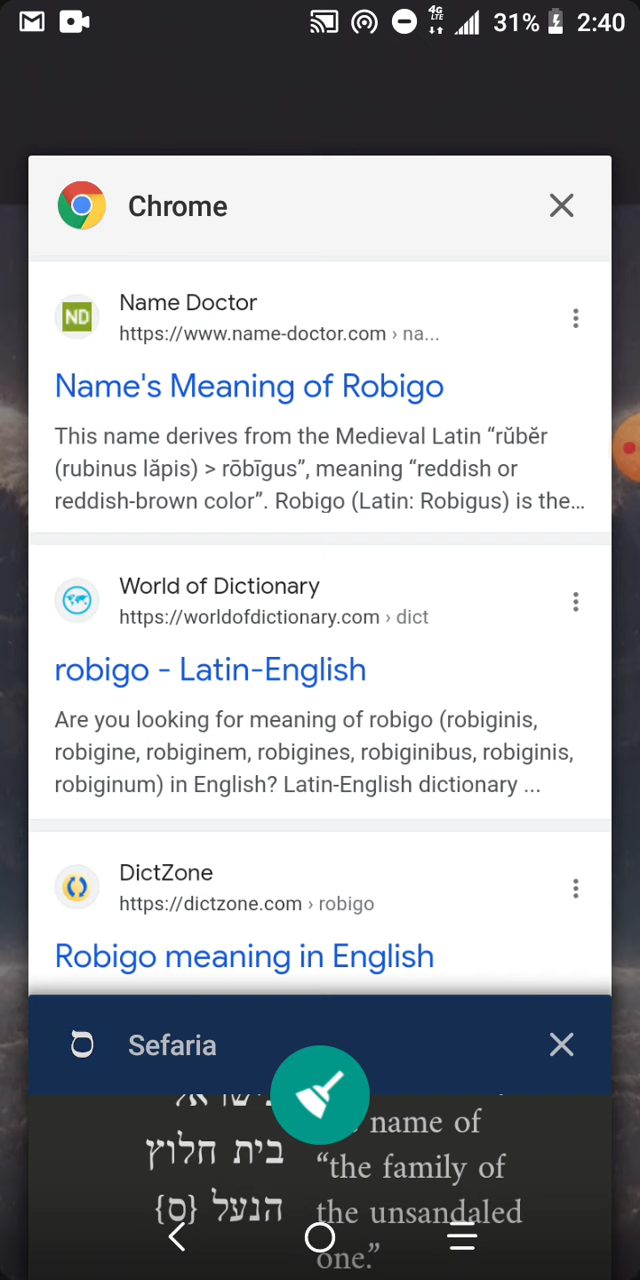 4G
LTE
31% 2:40
Chrome
ND
Name Doctor
https://www.name-doctor.com › na...
Name's Meaning of Robigo
This name derives from the Medieval Latin “rŭbĕr
(rubinus lăpis) > rōbīgus”, meaning “reddish or
reddish-brown color”. Robigo (Latin: Robigus) is the...
World of Dictionary
https://worldofdictionary.com › dict
robigo - Latin-English
Are you looking for meaning of robigo (robiginis,
robigine, robiginem, robigines, robiginibus, robiginis,
robiginum) in English? Latin-English dictionary ...
DictZone
https://dictzone.com › robigo
Robigo meaning in English
ס Sefaria
בית חלוץ
הנעל {ס}
name of
“the family of
the unsandaled
one.”